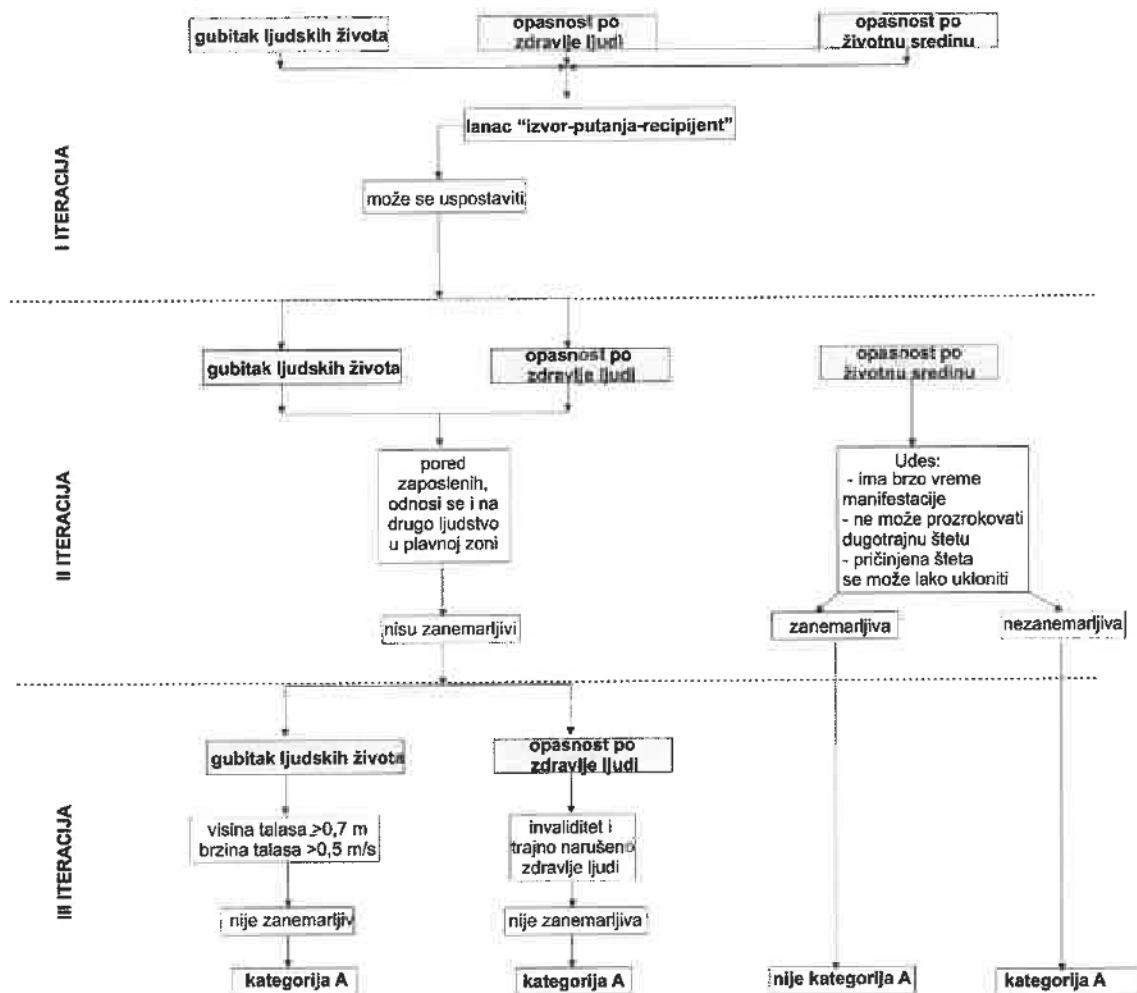 gubitak ljudskih života
opasnost po
zdravlje ljudi
opasnost po
životnu sredinu
lanac “izvor-putanja-recipijent”
može se uspostaviti
I ITERACIJA
gubitak ljudskih života
opasnost po
zdravlje ljudi
opasnost po
životnu sredinu
pored
zaposlenih,
odnosi se i na
drugo ljudstvo
u plavnoj zoni
Udes:
- ima brzo vreme
manifestacije
- ne može prozrokovati
dugotrajnu štetu
- pričinjena šteta
se može lako ukloniti
II ITERACIJA
nisu zanemarljivi
zanemarljiva
nezanemarljiva
gubitak ljudskih života
opasnost po
zdravlje ljudi
visina talasa >0,7 m
brzina talasa >0,5 m/s
invaliditet i
trajno narušeno
zdravlje ljudi
III ITERACIJA
nije zanemarljiv
nije zanemarljiva
kategorija A
kategorija A
nije kategorija A
kategorija A